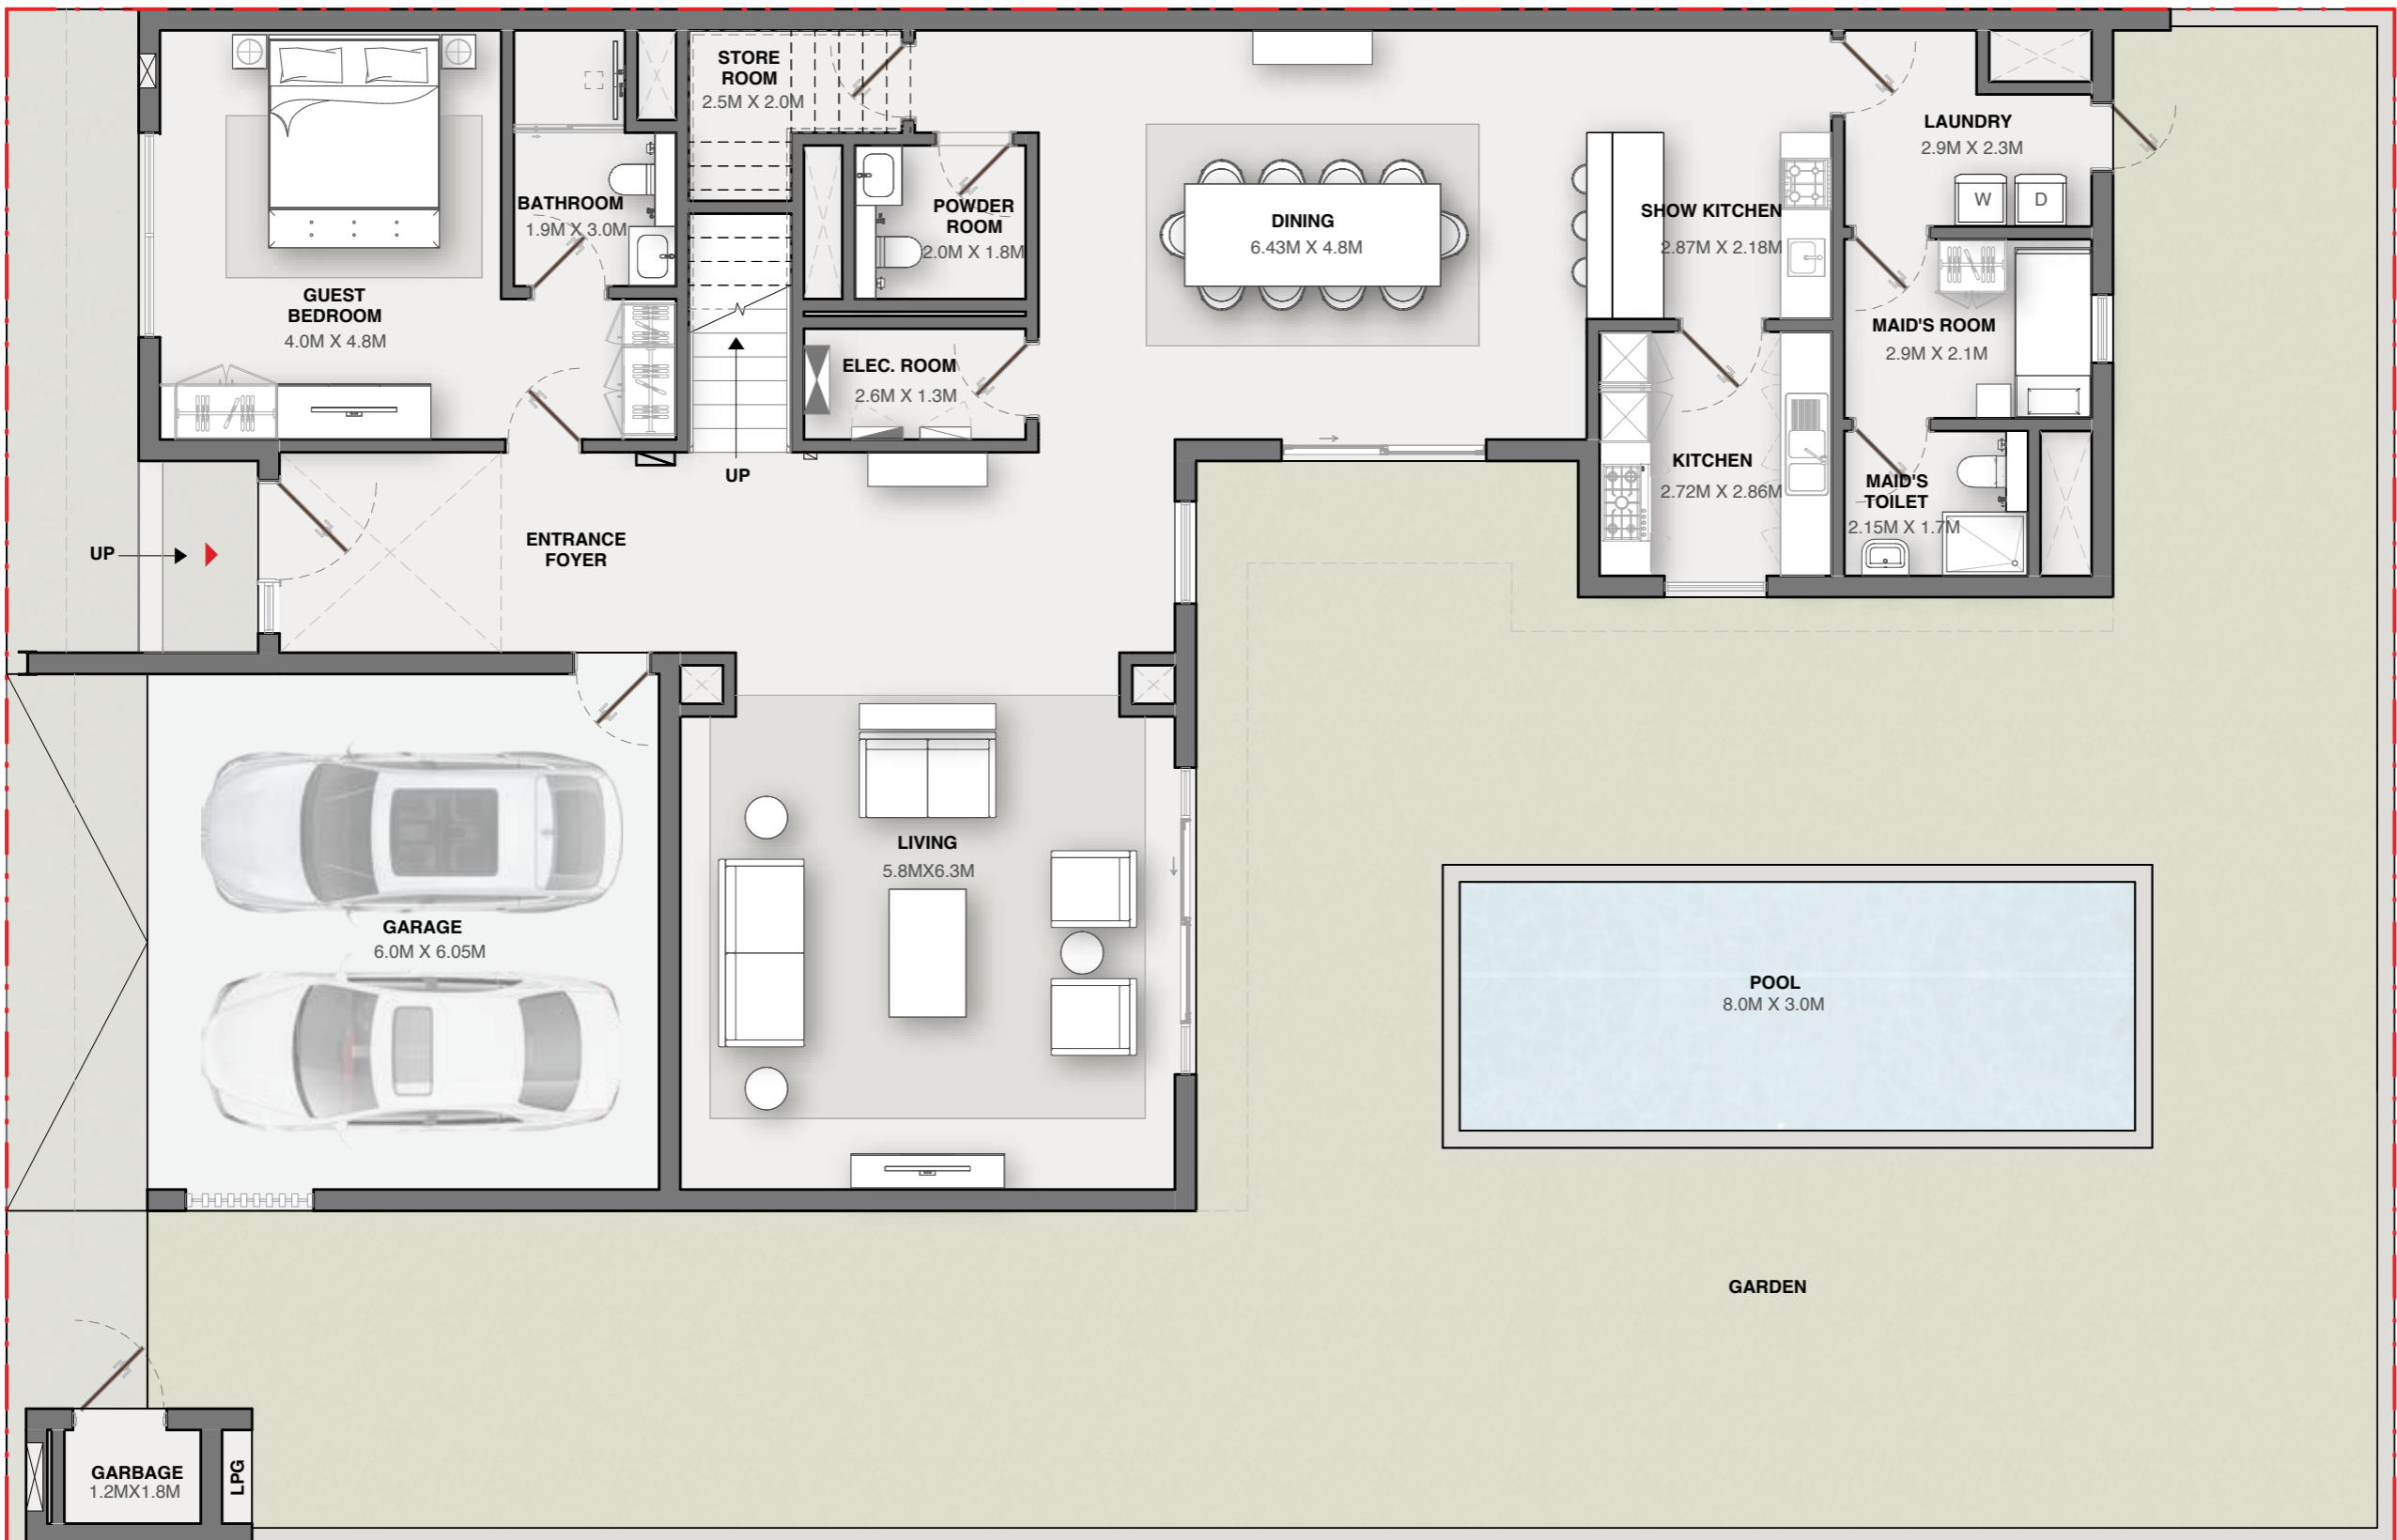 STORE
ROOM
2.5M X 2.0M
LAUNDRY
2.9M X 2.3M
W
D
BATHROOM
1.9M X 3.0M
POWDER
ROOM
2.0M X 1.8M
DINING
6.43M X 4.8M
SHOW KITCHEN
2.87M X 2.18M
GUEST
BEDROOM
4.0M X 4.8M
MAID'S ROOM
2.9M X 2.1M
ELEC. ROOM
2.6M X 1.3M
UP
KITCHEN
2.72M X 2.86M
MAID'S
TOILET
2.15M X 1.7M
UP
ENTRANCE
FOYER
LIVING
5.8MX6.3M
GARAGE
6.0M X 6.05M
POOL
8.0M X 3.0M
GARDEN
GARBAGE
1.2MX1.8M
LPG